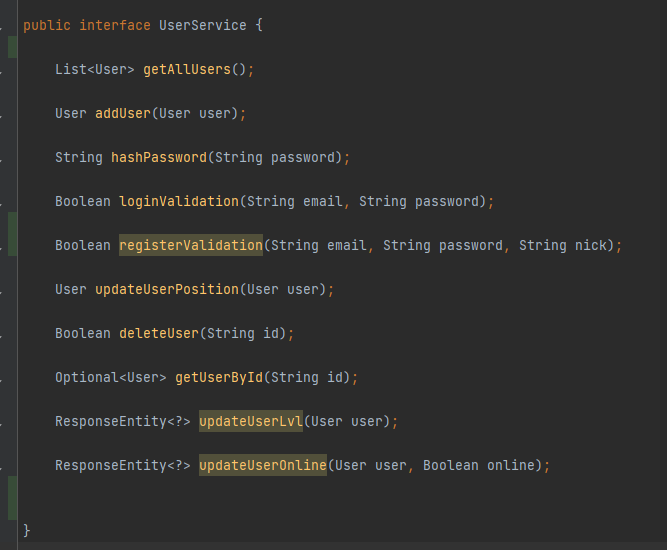 public interface UserService {
List<User> getAllUsers();
User addUser(User user);
String hashPassword(String password);
Boolean loginValidation(String email, String password);
Boolean registerValidation(String email, String password, String nick);
User updateUserPosition(User user);
Boolean deleteUser(String id);
Optional<User> getUserById(String id);
ResponseEntity<?> updateUserLvl(User user);
ResponseEntity<?> updateUserOnline(User user, Boolean online);
}